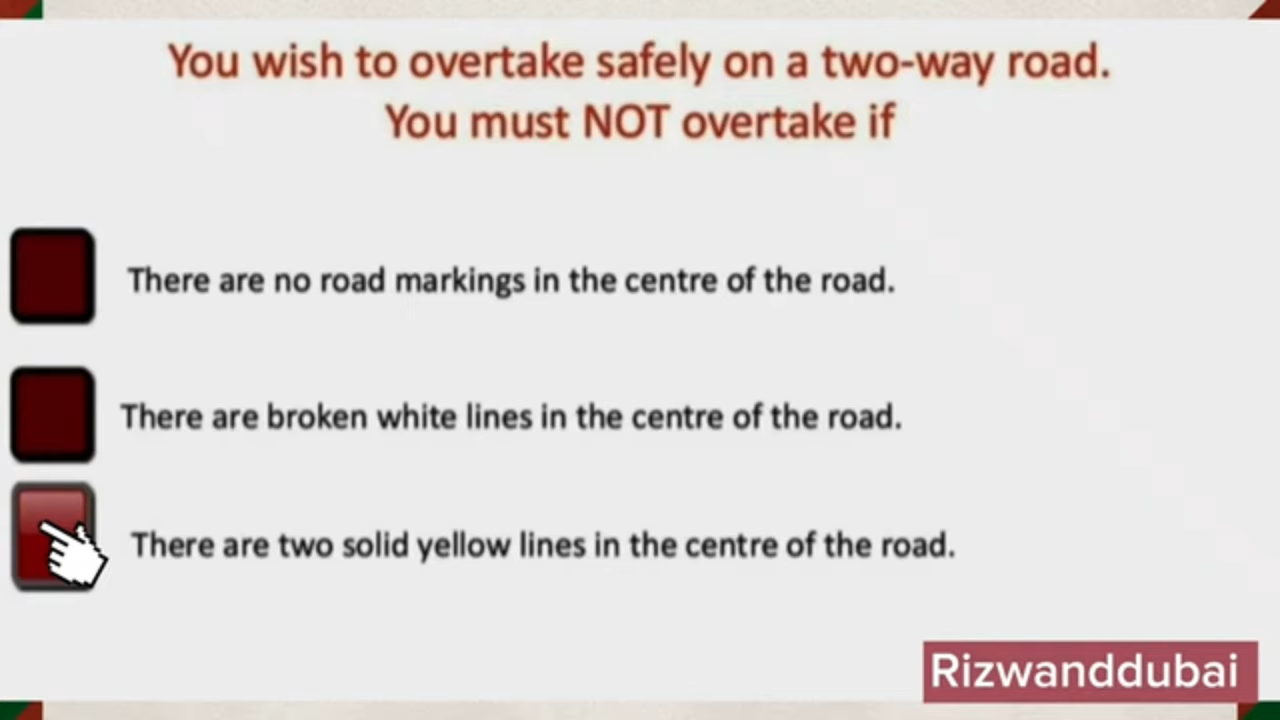 You wish to overtake safely on a two-way road.
You must NOT overtake if
There are no road markings in the centre of the road.
There are broken white lines in the centre of the road.
There are two solid yellow lines in the centre of the road.
Rizwanddubai